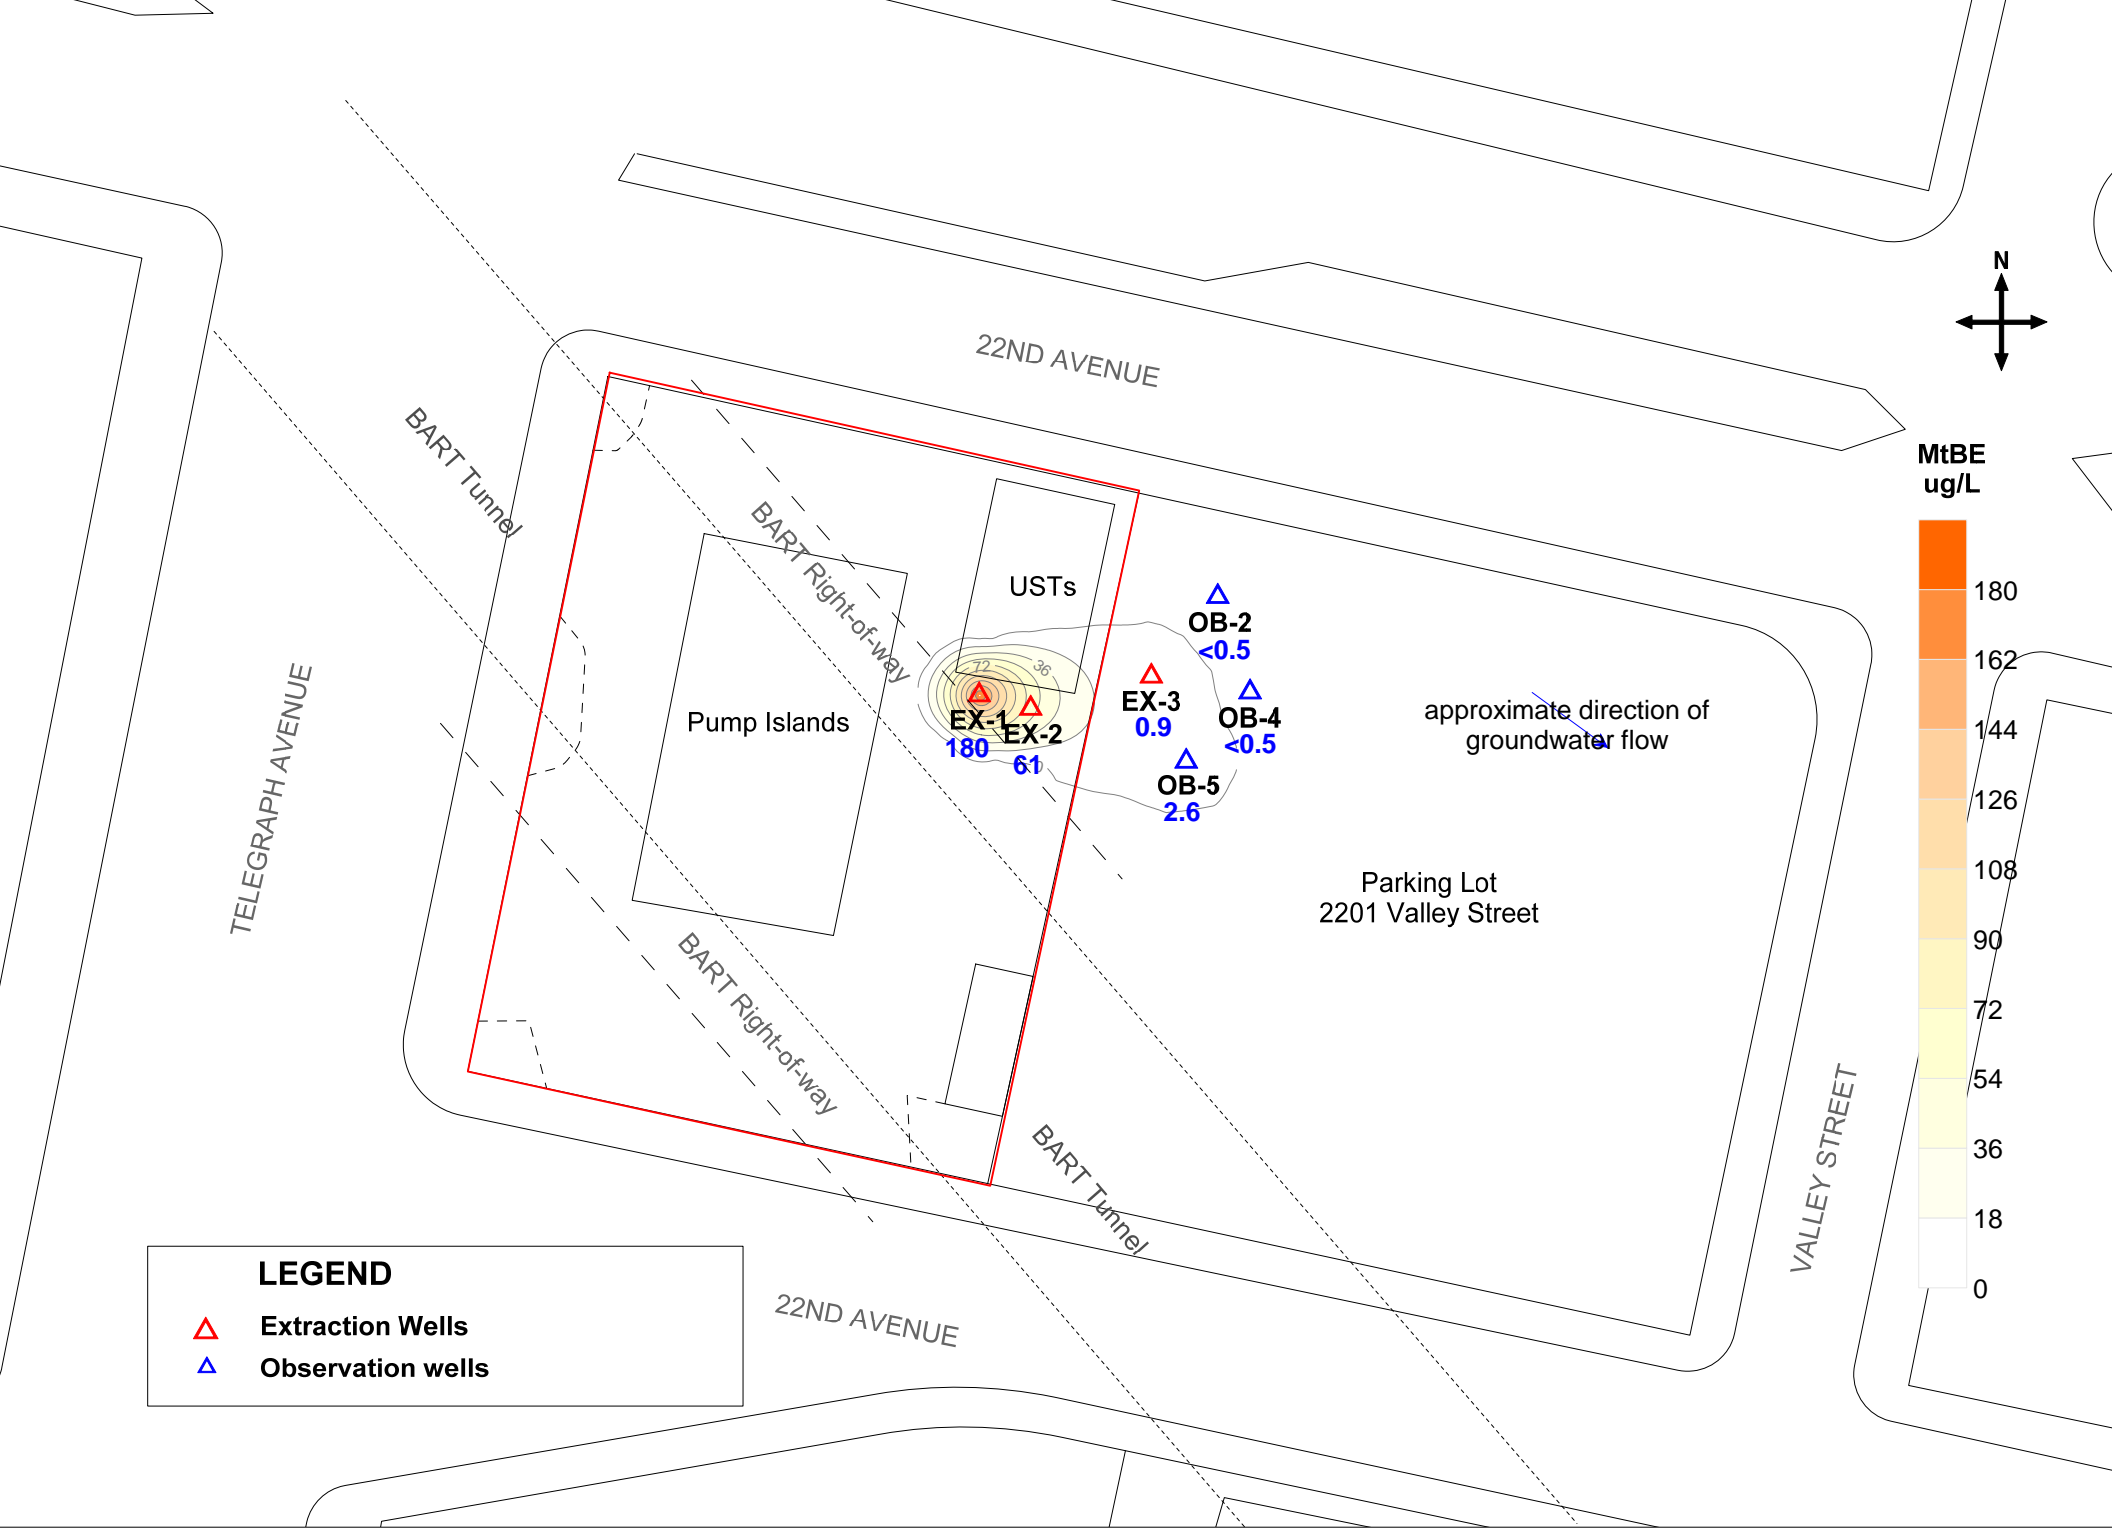 N
22ND AVENUE
BART Tunnel
MtBE
ug/L
BART Right-of-way
USTs
OB-2
<0.5
72
36
EX-1
180
EX-2
61
0
EX-3
0.9
OB-4
<0.5
OB-5
2.6
Pump Islands
approximate direction of
groundwater flow
TELEGRAPH AVENUE
Parking Lot
2201 Valley Street
180
162
144
126
108
90
72
54
36
18
0
BART Right-of-way
BART Tunnel
VALLEY STREET
22ND AVENUE
LEGEND
Extraction Wells
Observation wells